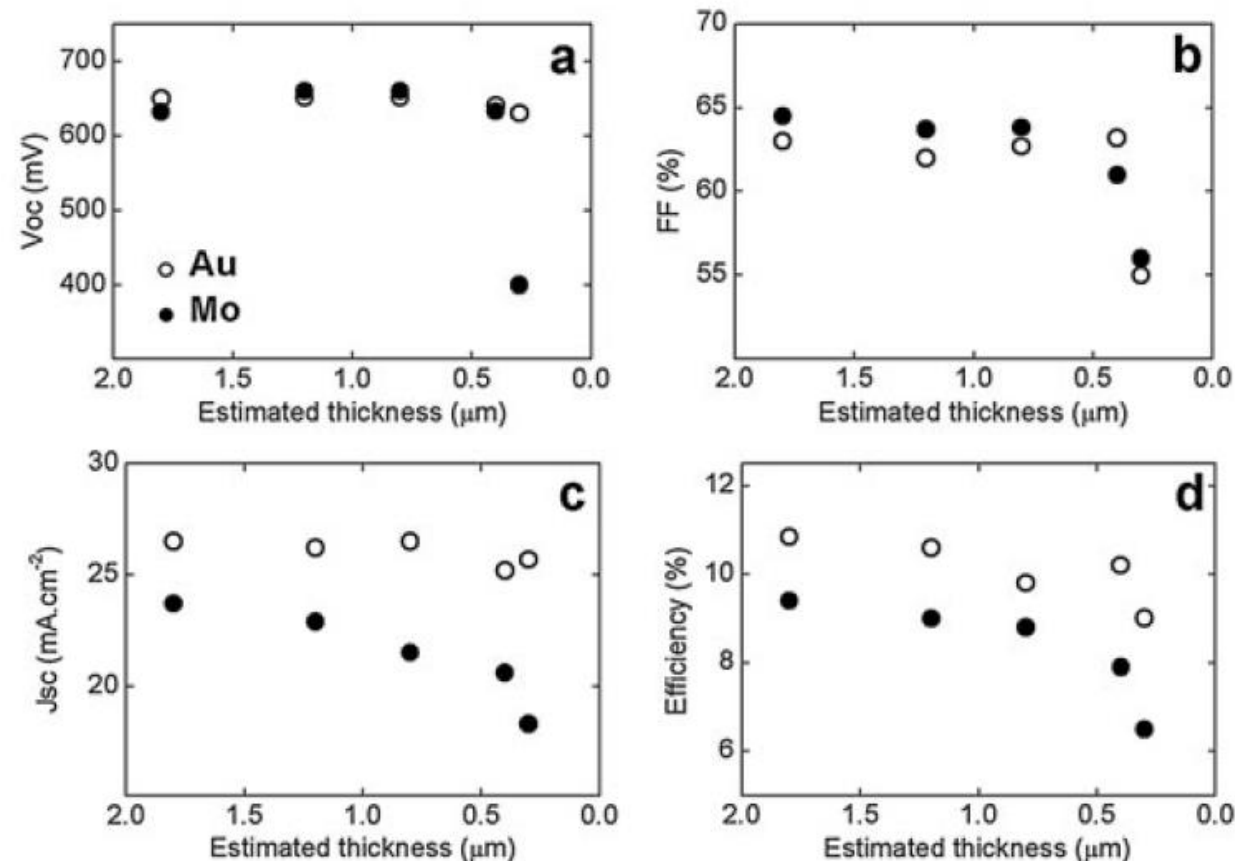 a
Voc (mV)
700
600
500
400
Au
Mo
2.0 1.5 1.0 0.5 0.0
Estimated thickness (μm)
b
FF (%)
70
65
60
55
2.0 1.5 1.0 0.5 0.0
Estimated thickness (μm)
c
Jsc (mA.cm-2)
30
25
20
2.0 1.5 1.0 0.5 0.0
Estimated thickness (μm)
d
Efficiency (%)
12
10
8
6
2.0 1.5 1.0 0.5 0.0
Estimated thickness (μm)